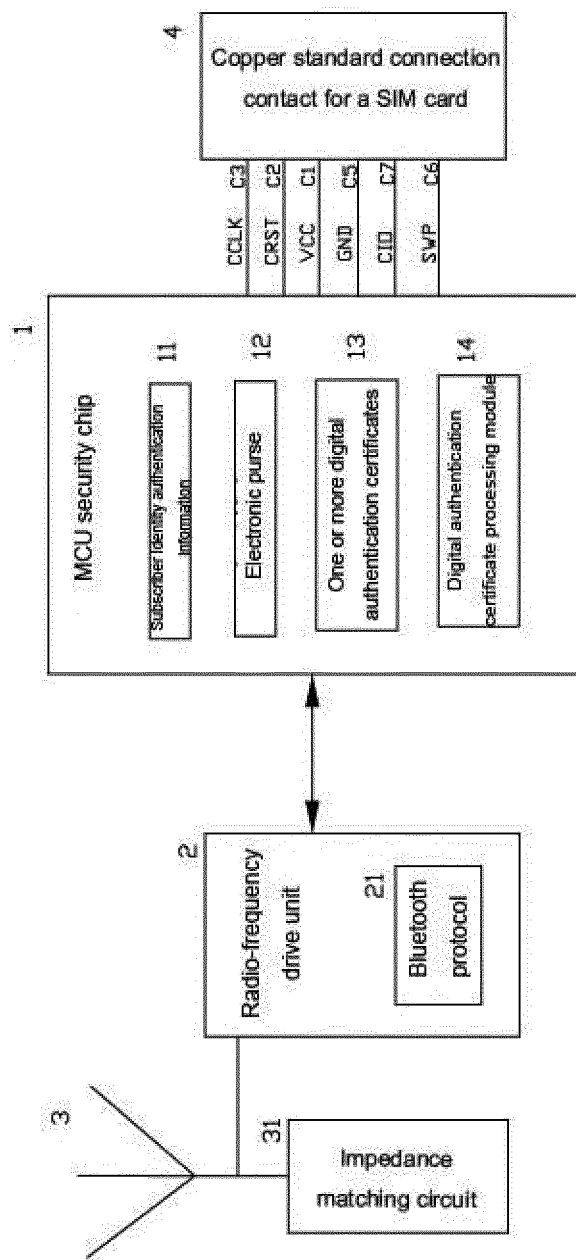 3
31
Impedance
matching circuit
2
Radio-frequency
drive unit
21
Bluetooth
protocol
1
MCU security chip
11
Subscriber identity authentication
information
12
Electronic purse
13
One or more digital
authentication certificates
14
Digital authentication
certificate processing module
CCLK C3
CRST C2
VCC C1
GND C5
CIO C7
SWP C6
4
Copper standard connection
contact for a SIM card